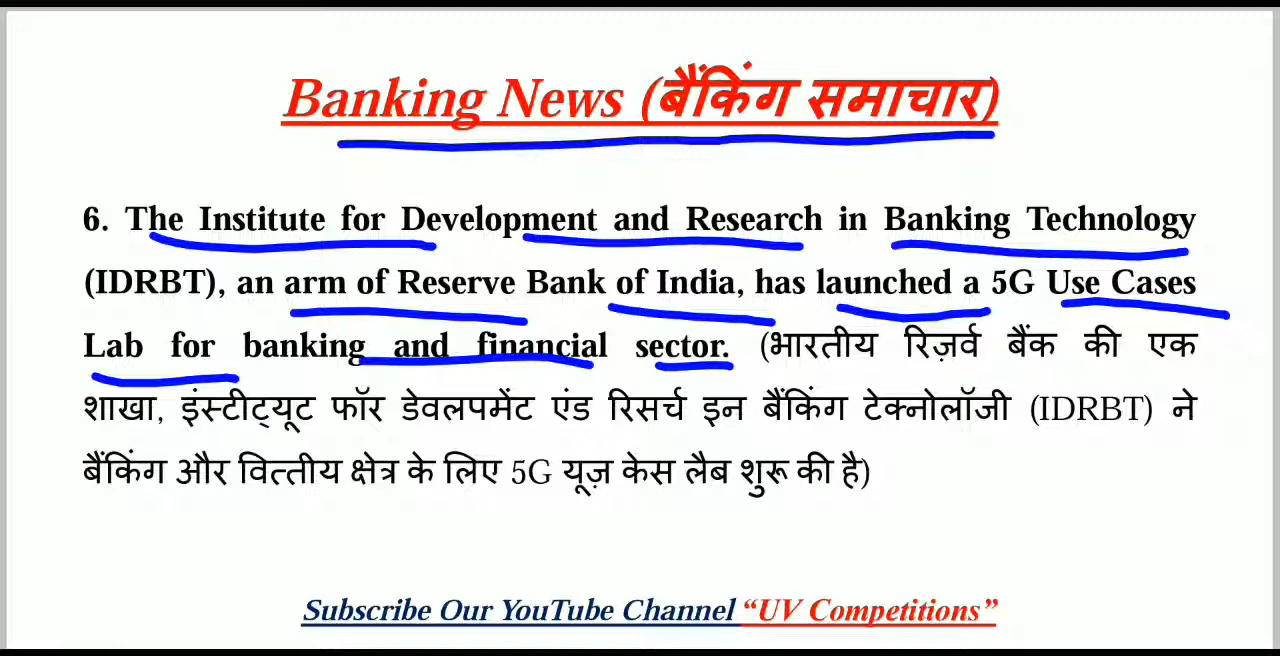 Banking News (बैंकिंग समाचार)
6. The Institute for Development and Research in Banking Technology
(IDRBT), an arm of Reserve Bank of India, has launched a 5G Use Cases
Lab for banking and financial sector. (भारतीय रिज़र्व बैंक की एक
शाखा, इंस्टीट्यूट फॉर डेवलपमेंट एंड रिसर्च इन बैंकिंग टेक्नोलॉजी (IDRBT) ने
बैंकिंग और वित्तीय क्षेत्र के लिए 5G यूज़ केस लैब शुरू की है)
Subscribe Our YouTube Channel “UV Competitions”